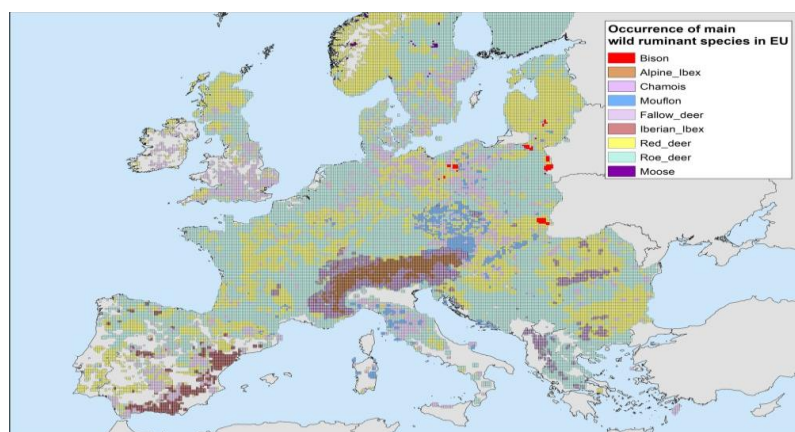 Occurrence of main
wild ruminant species in EU
Bison
Alpine_Ibex
Chamois
Mouflon
Fallow_deer
Iberian_Ibex
Red_deer
Roe_deer
Moose